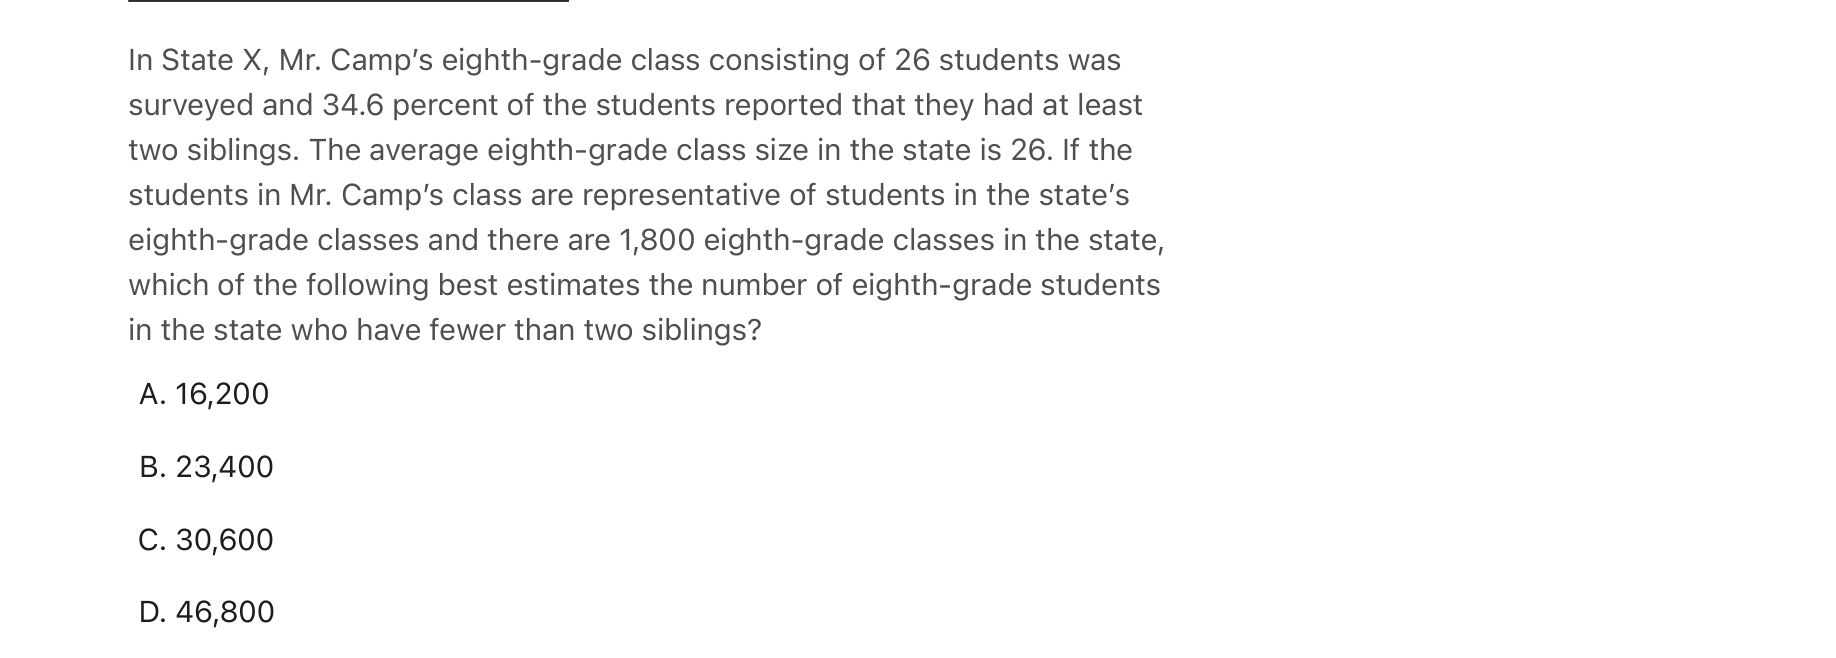 In State X, Mr. Camp’s eighth-grade class consisting of 26 students was
surveyed and 34.6 percent of the students reported that they had at least
two siblings. The average eighth-grade class size in the state is 26. If the
students in Mr. Camp’s class are representative of students in the state’s
eighth-grade classes and there are 1,800 eighth-grade classes in the state,
which of the following best estimates the number of eighth-grade students
in the state who have fewer than two siblings?
A. 16,200
B. 23,400
C. 30,600
D. 46,800